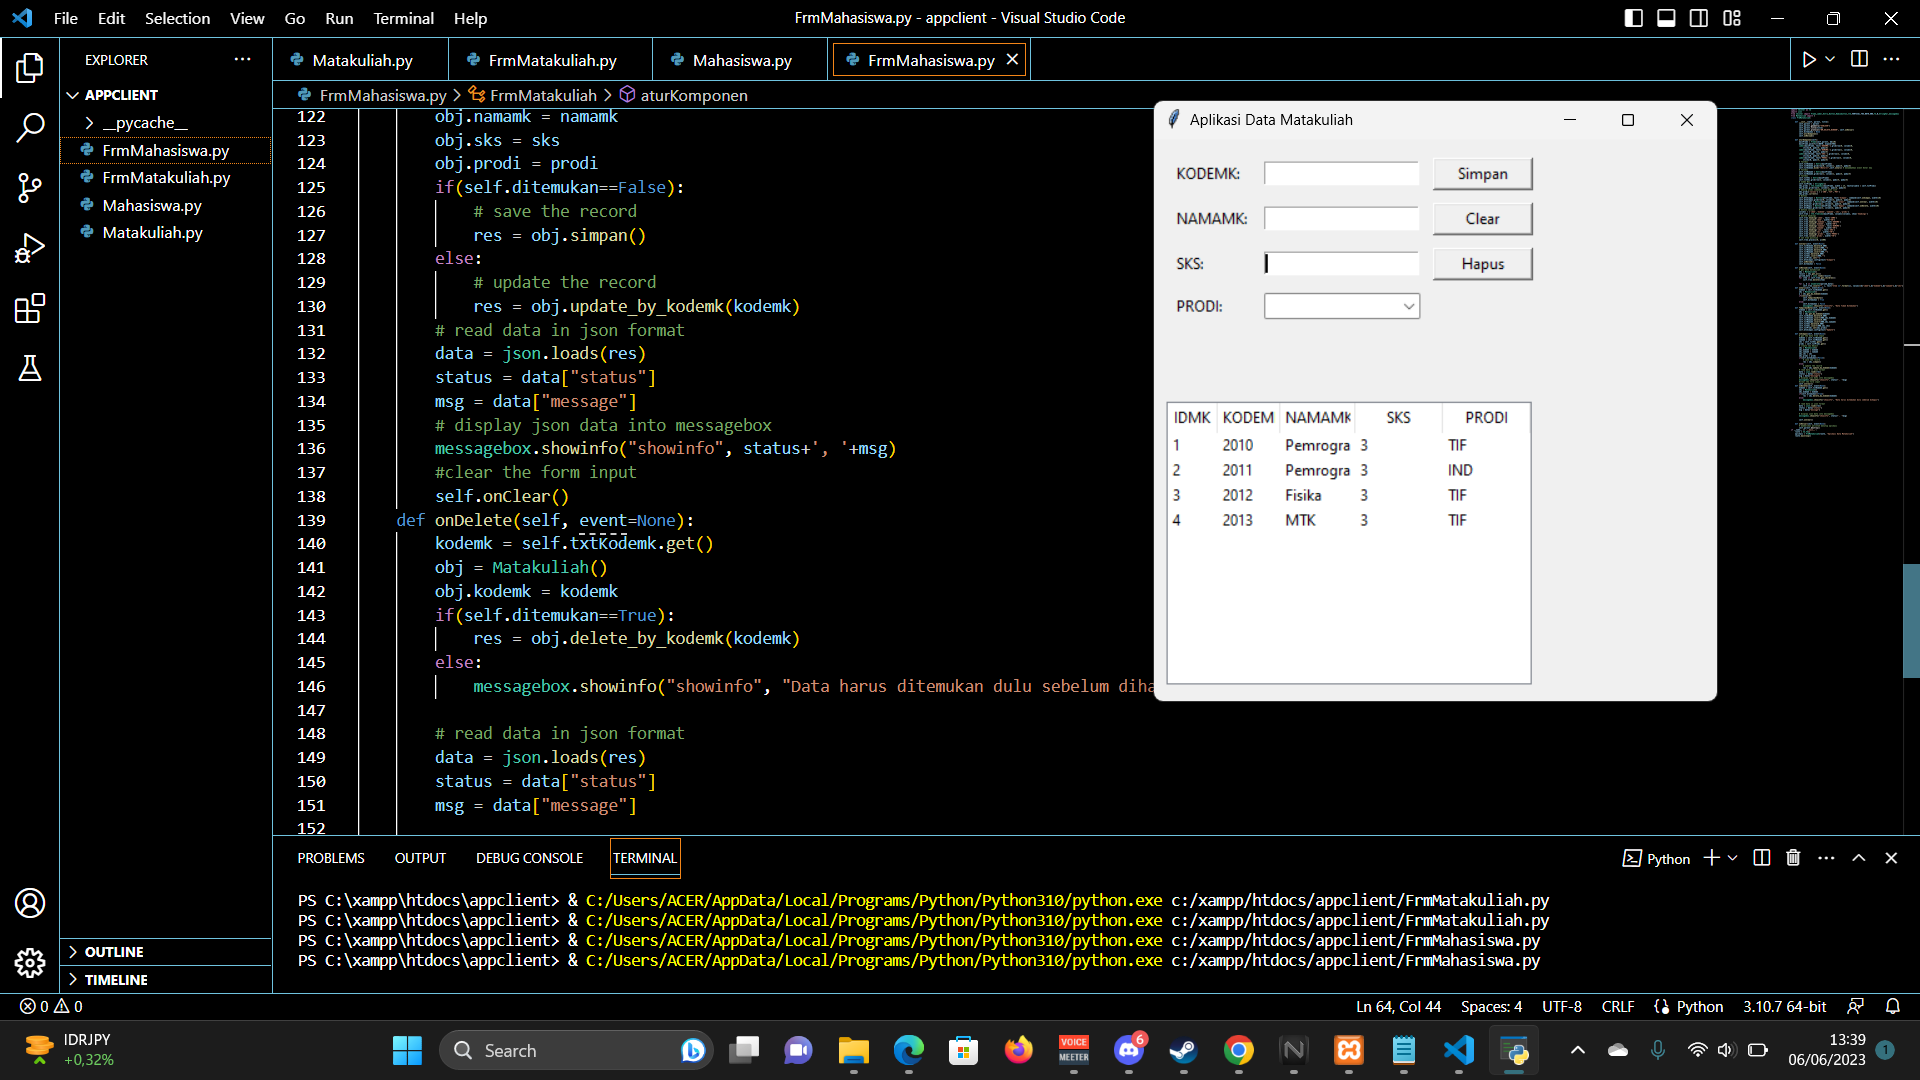 File Edit Selection View Go Run Terminal Help
FrmMahasiswa.py - appclient - Visual Studio Code
EXPLORER
APPCLIENT
__pycache__
FrmMahasiswa.py
FrmMatakuliah.py
Mahasiswa.py
Matakuliah.py
OUTLINE
TIMELINE
Matakuliah.py FrmMatakuliah.py Mahasiswa.py FrmMahasiswa.py
FrmMahasiswa.py > FrmMatakuliah > aturKomponen
122 obj.namamk = namamk
123 obj.sks = sks
124 obj.prodi = prodi
125 if(self.ditemukan==False):
126 # save the record
127 res = obj.simpan()
128 else:
129 # update the record
130 res = obj.update_by_kodemk(kodemk)
131 # read data in json format
132 data = json.loads(res)
133 status = data["status"]
134 msg = data["message"]
135 # display json data into messagebox
136 messagebox.showinfo("showinfo", status+', '+msg)
137 #clear the form input
138 self.onClear()
139 def onDelete(self, event=None):
140 kodemk = self.txtKodemk.get()
141 obj = Matakuliah()
142 obj.kodemk = kodemk
143 if(self.ditemukan==True):
144 res = obj.delete_by_kodemk(kodemk)
145 else:
146 messagebox.showinfo("showinfo", "Data harus ditemukan dulu sebelum diha
147
148 # read data in json format
149 data = json.loads(res)
150 status = data["status"]
151 msg = data["message"]
152
Aplikasi Data Matakuliah
KODEMK: Simpan
NAMAMK: Clear
SKS: Hapus
PRODI:
IDMK KODEM NAMAMK SKS PRODI
1 2010 Pemrogra 3 TIF
2 2011 Pemrogra 3 IND
3 2012 Fisika 3 TIF
4 2013 MTK 3 TIF
PROBLEMS OUTPUT DEBUG CONSOLE TERMINAL
Python
PS C:\xampp\htdocs\appclient> & C:/Users/ACER/AppData/Local/Programs/Python/Python310/python.exe c:/xampp/htdocs/appclient/FrmMatakuliah.py
PS C:\xampp\htdocs\appclient> & C:/Users/ACER/AppData/Local/Programs/Python/Python310/python.exe c:/xampp/htdocs/appclient/FrmMatakuliah.py
PS C:\xampp\htdocs\appclient> & C:/Users/ACER/AppData/Local/Programs/Python/Python310/python.exe c:/xampp/htdocs/appclient/FrmMahasiswa.py
PS C:\xampp\htdocs\appclient> & C:/Users/ACER/AppData/Local/Programs/Python/Python310/python.exe c:/xampp/htdocs/appclient/FrmMahasiswa.py
0 0
Ln 64, Col 44 Spaces: 4 UTF-8 CRLF Python 3.10.7 64-bit
IDRJPY
+0,32%
Search
VOICE
MEETER
6
13:39
06/06/2023
1